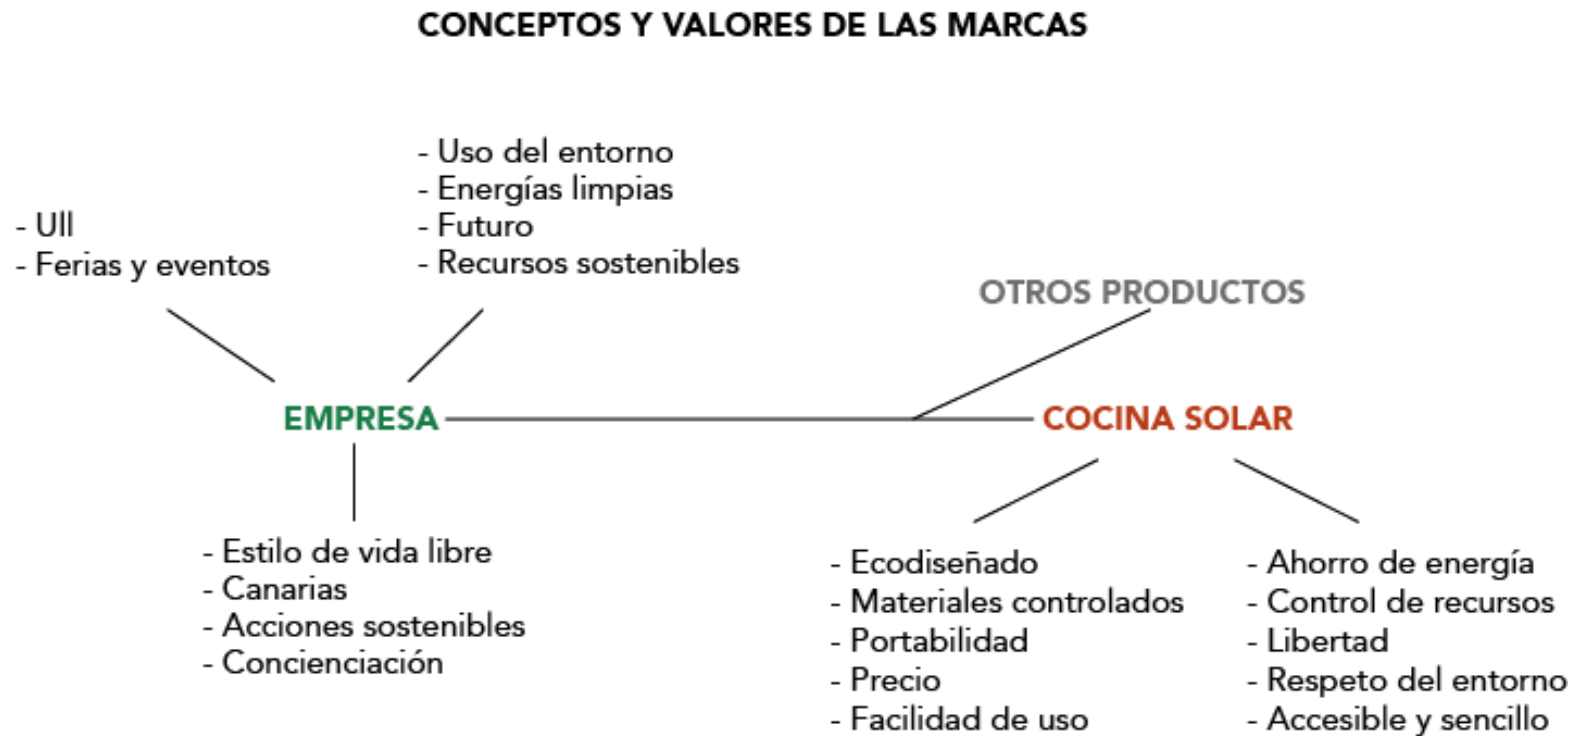 CONCEPTOS Y VALORES DE LAS MARCAS
- Ull
- Ferias y eventos
- Uso del entorno
- Energías limpias
- Futuro
- Recursos sostenibles
OTROS PRODUCTOS
EMPRESA
COCINA SOLAR
- Estilo de vida libre
- Canarias
- Acciones sostenibles
- Concienciación
- Ecodiseñado
- Materiales controlados
- Portabilidad
- Precio
- Facilidad de uso
- Ahorro de energía
- Control de recursos
- Libertad
- Respeto del entorno
- Accesible y sencillo